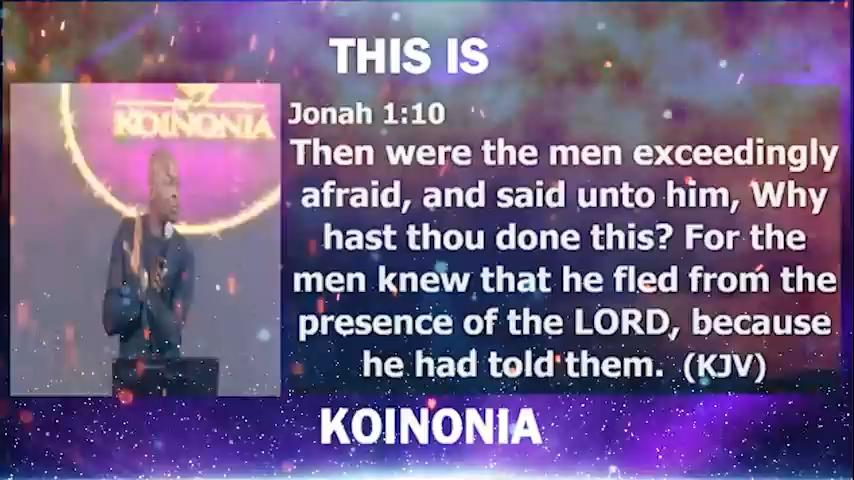 THIS IS
KOINONIA
Jonah 1:10
Then were the men exceedingly
afraid, and said unto him, Why
hast thou done this? For the
men knew that he fled from the
presence of the LORD, because
he had told them. (KJV)
KOINONIA